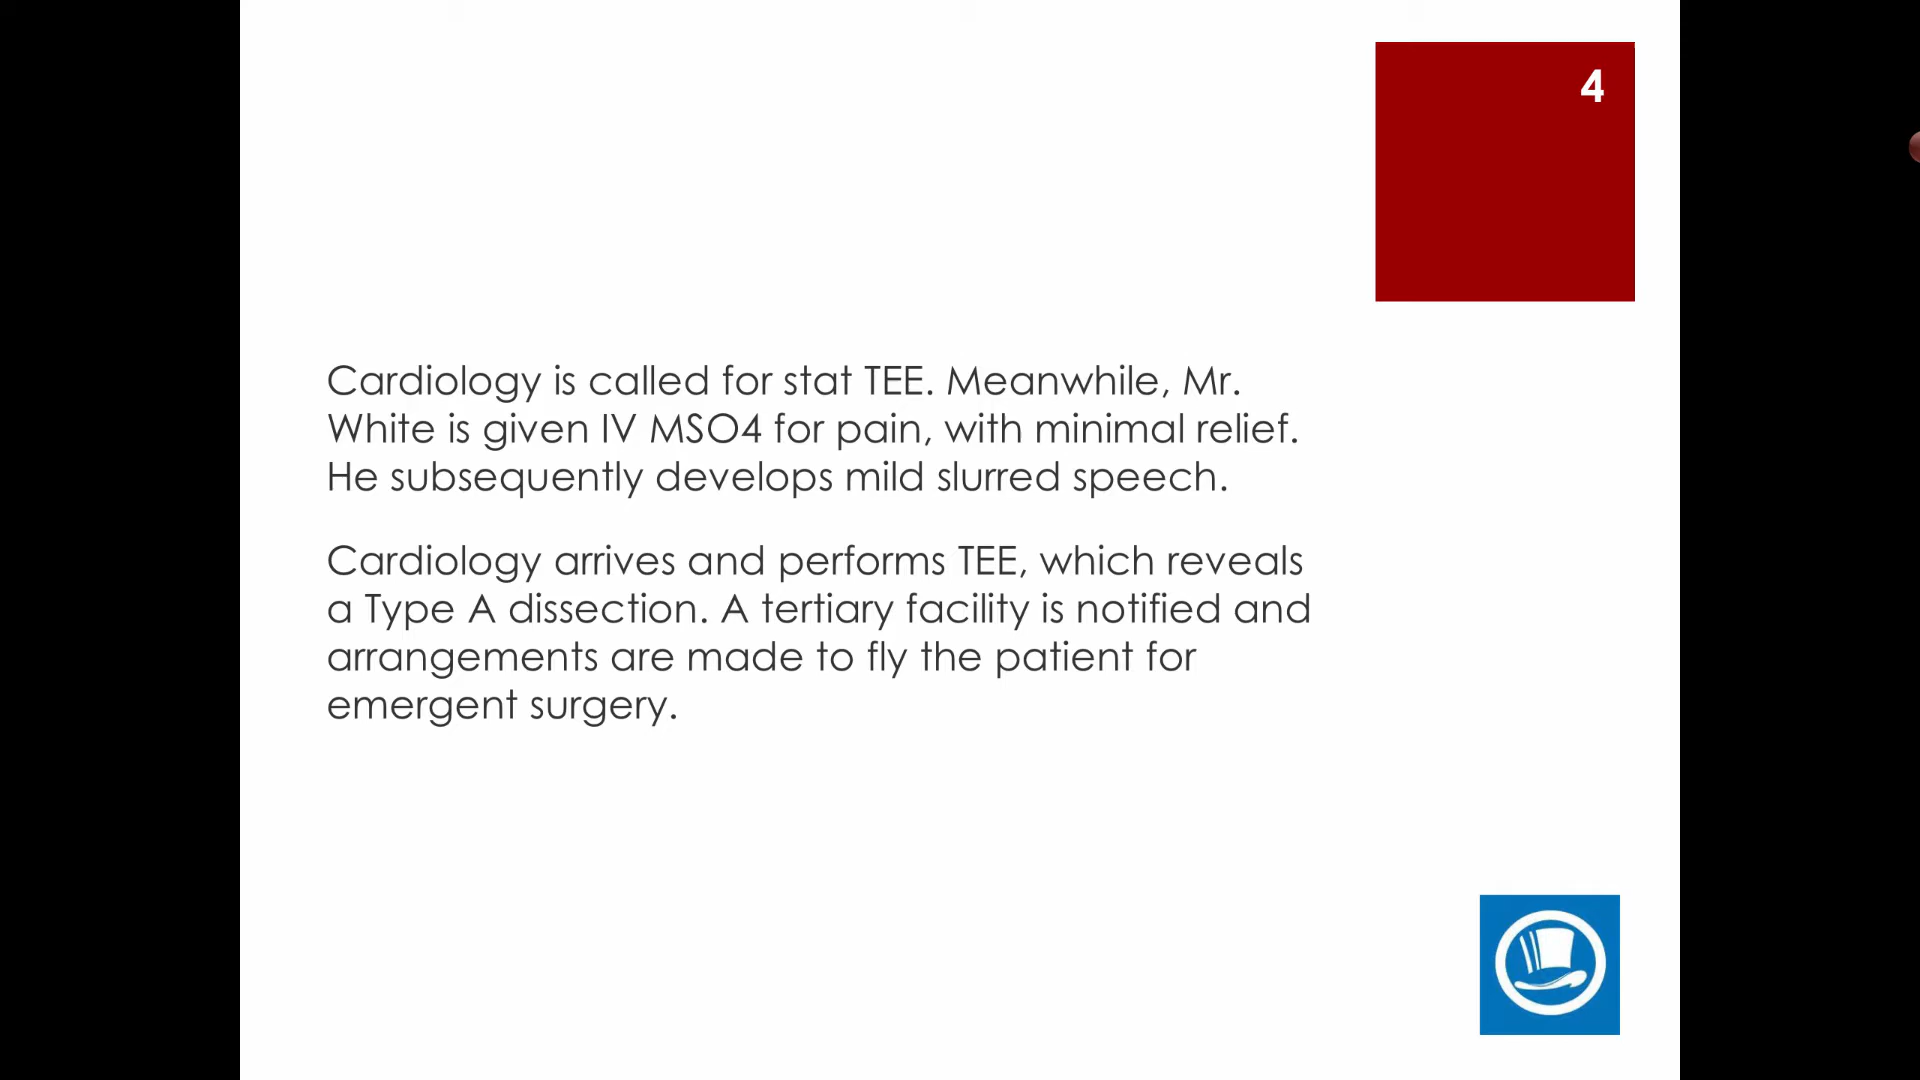 4
Cardiology is called for stat TEE. Meanwhile, Mr.
White is given IV MSO4 for pain, with minimal relief.
He subsequently develops mild slurred speech.
Cardiology arrives and performs TEE, which reveals
a Type A dissection. A tertiary facility is notified and
arrangements are made to fly the patient for
emergent surgery.